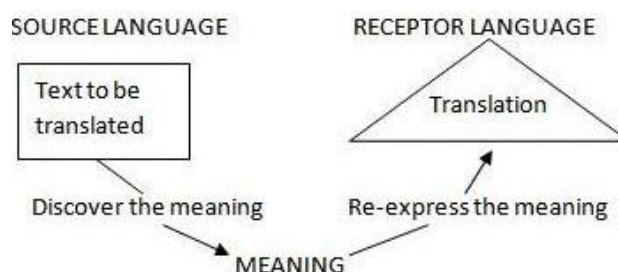 SOURCE LANGUAGE
RECEPTOR LANGUAGE
Text to be
translated
Translation
Discover the meaning
Re-express the meaning
MEANING